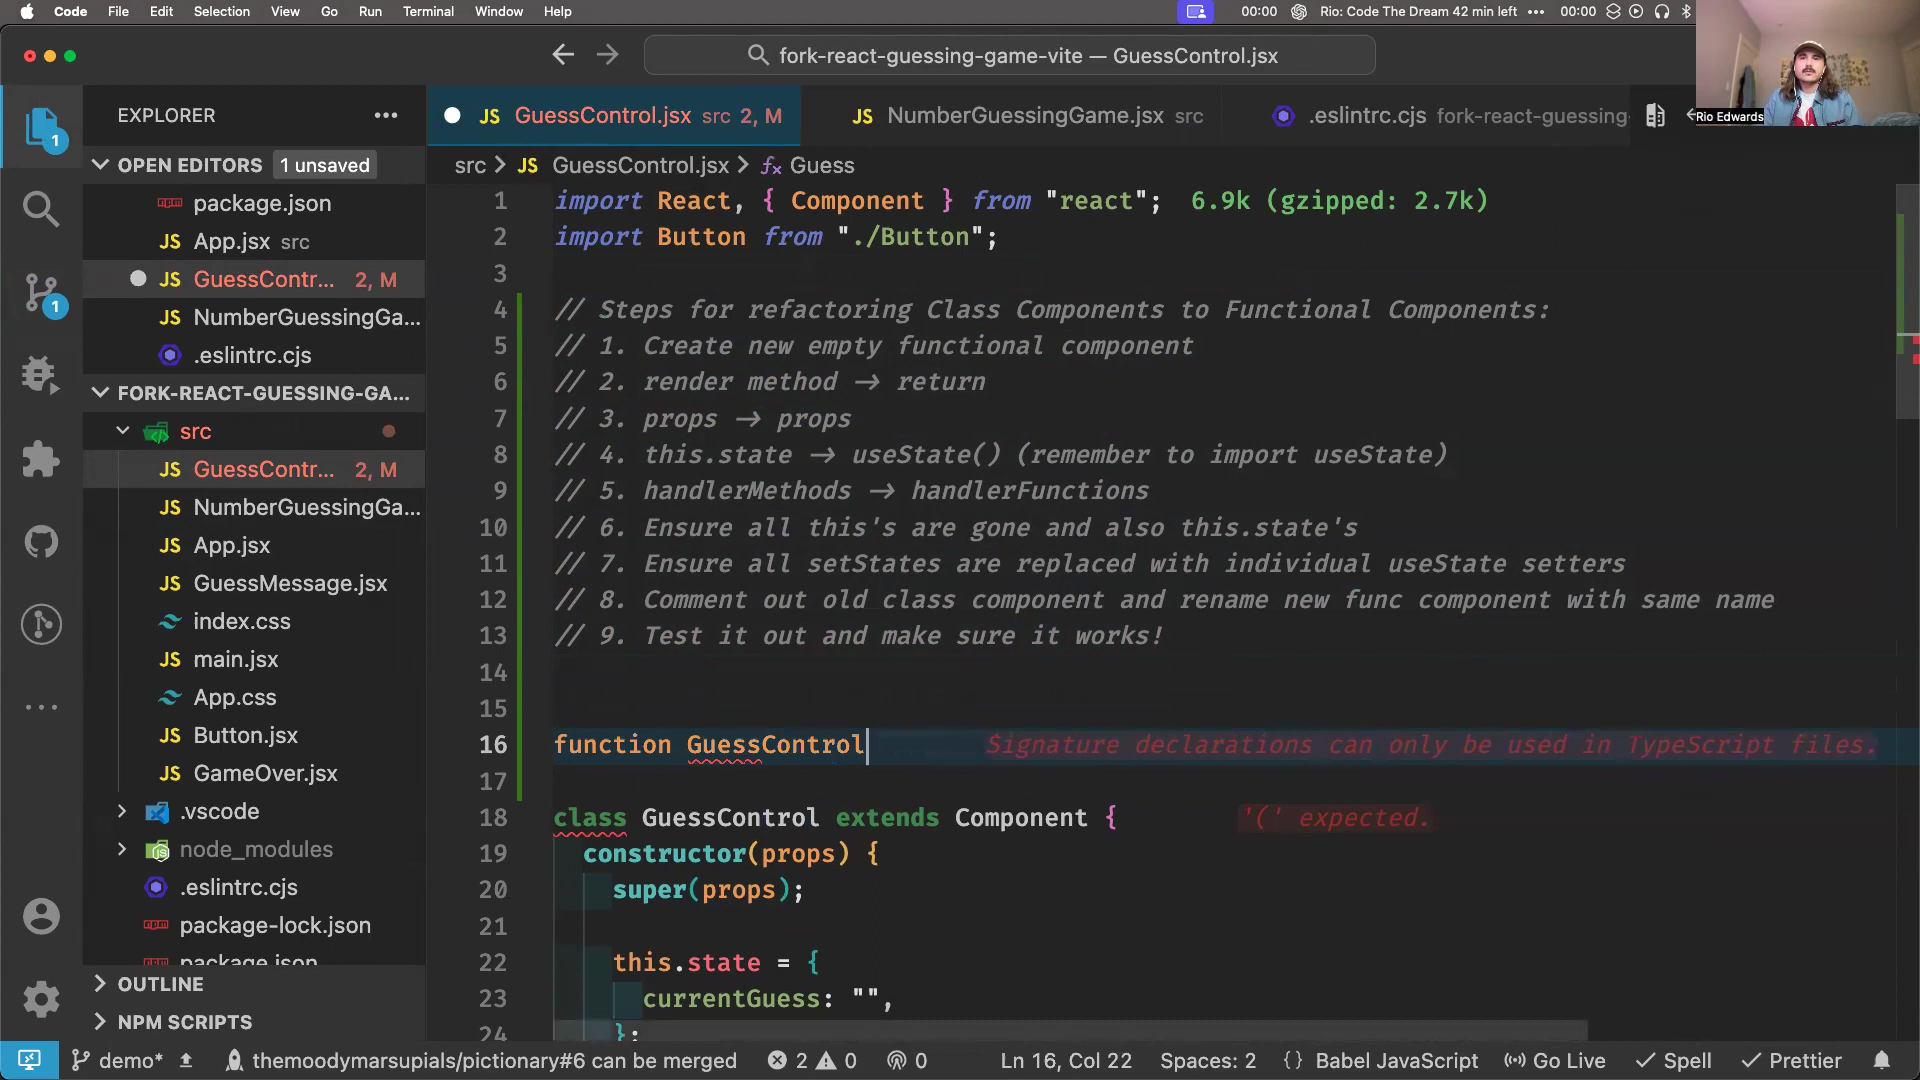 Code File Edit Selection View Go Run Terminal Window Help 00:00 Rio: Code The Dream 42 min left ••• 00:00
fork-react-guessing-game-vite — GuessControl.jsx
Rio Edwards
EXPLORER
JS GuessControl.jsx src 2, M JS NumberGuessingGame.jsx src .eslintrc.cjs fork-react-guessing-
OPEN EDITORS 1 unsaved
package.json
JS App.jsx src
JS GuessContr... 2, M
JS NumberGuessingGa...
.eslintrc.cjs
FORK-REACT-GUESSING-GA...
src
JS GuessContr... 2, M
JS NumberGuessingGa...
JS App.jsx
JS GuessMessage.jsx
index.css
JS main.jsx
App.css
JS Button.jsx
JS GameOver.jsx
.vscode
node_modules
.eslintrc.cjs
package-lock.json
package.json
OUTLINE
NPM SCRIPTS
1
1
src > JS GuessControl.jsx > Guess
1 import React, { Component } from "react"; 6.9k (gzipped: 2.7k)
2 import Button from "./Button";
3
4 // Steps for refactoring Class Components to Functional Components:
5 // 1. Create new empty functional component
6 // 2. render method → return
7 // 3. props → props
8 // 4. this.state → useState() (remember to import useState)
9 // 5. handlerMethods → handlerFunctions
10 // 6. Ensure all this's are gone and also this.state's
11 // 7. Ensure all setStates are replaced with individual useState setters
12 // 8. Comment out old class component and rename new func component with same name
13 // 9. Test it out and make sure it works!
14
15
16 function GuessControl Signature declarations can only be used in TypeScript files.
17
18 class GuessControl extends Component { '(' expected.
19 constructor(props) {
20 super(props);
21
22 this.state = {
23 currentGuess: "",
24 };
demo* themoodymarsupials/pictionary#6 can be merged 2 0 0 Ln 16, Col 22 Spaces: 2 {} Babel JavaScript Go Live Spell Prettier